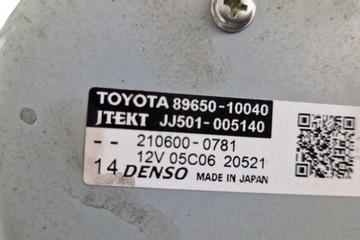 TOYOTA 89650-10040
JTEKT JJ501-005140
-- 210600-0781
12V 05C06 20521
14 DENSO MADE IN JAPAN